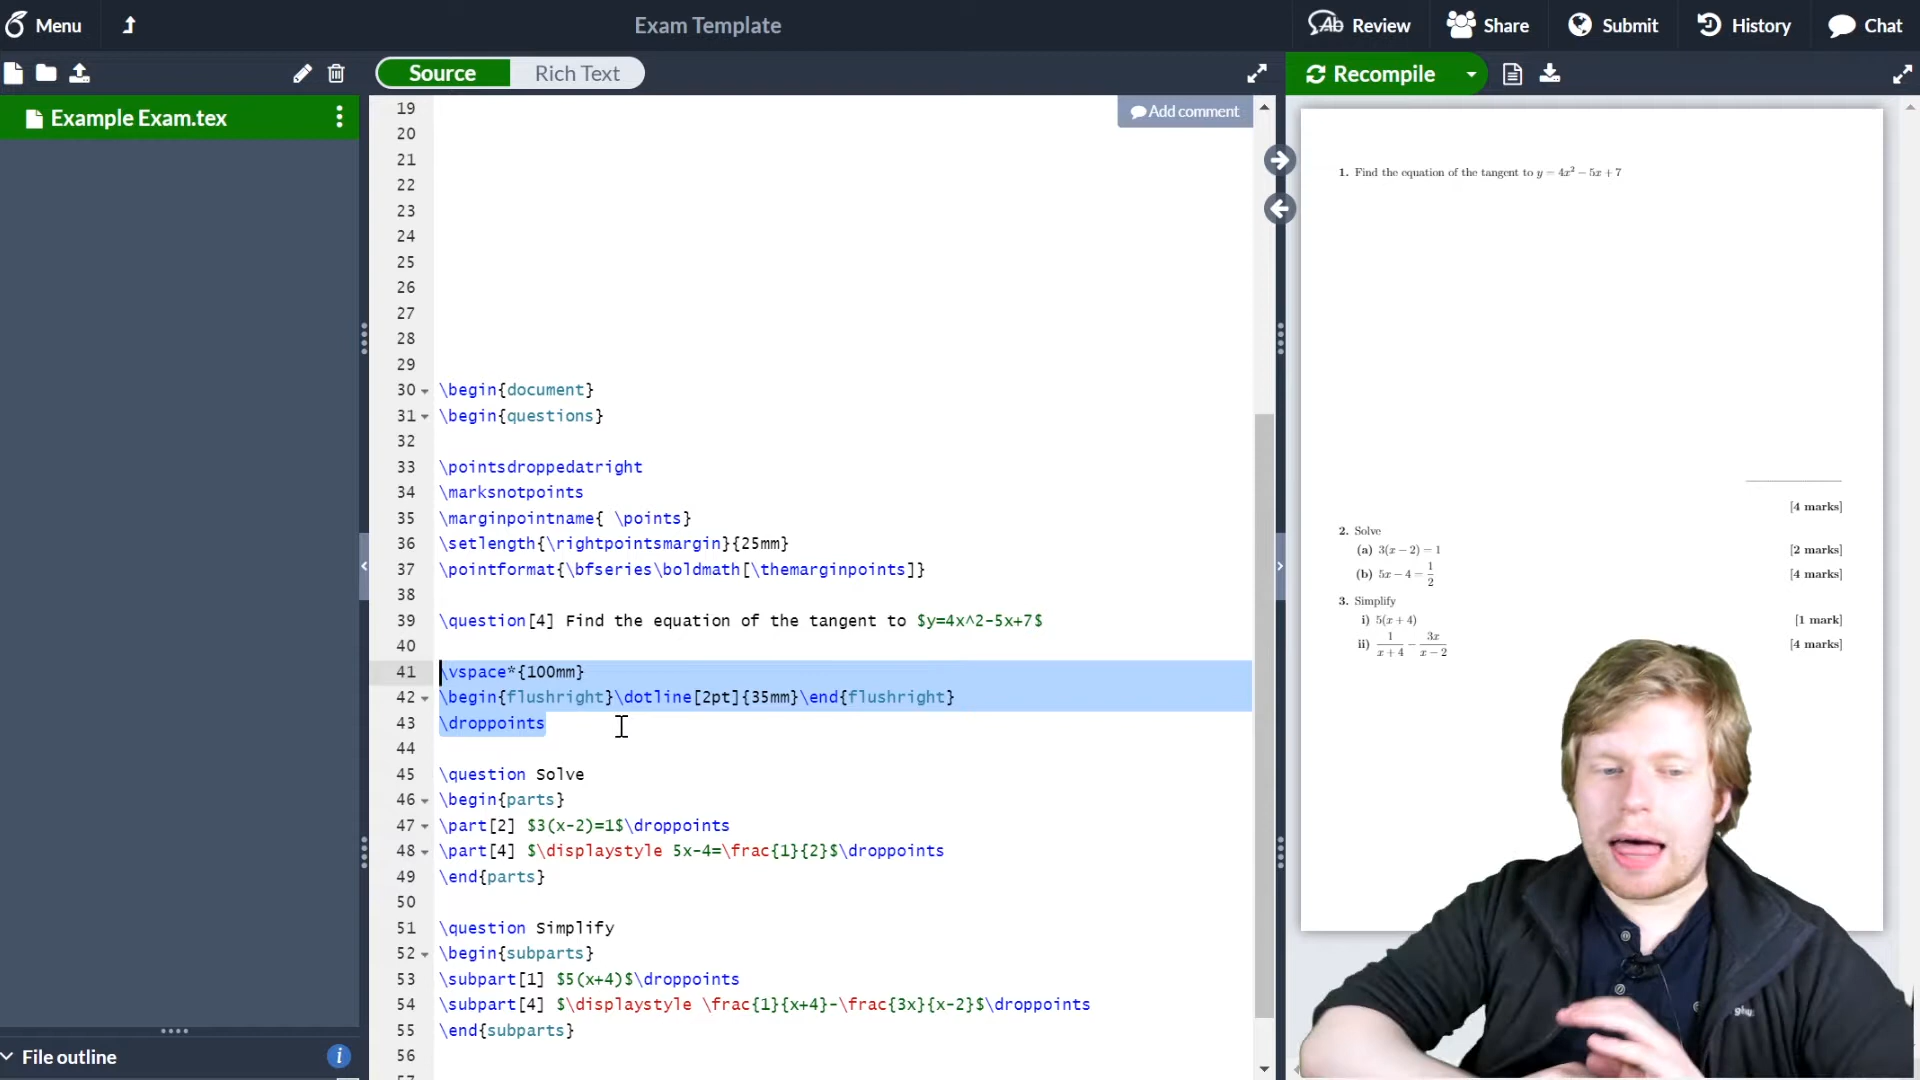 Menu
Exam Template
Review
Share
Submit
History
Chat
Source
Rich Text
Recompile
Example Exam.tex
Add comment
19
20
21
22
23
24
25
26
27
28
29
30 \begin{document}
31 \begin{questions}
32
33 \pointsdroppedatright
34 \marksnotpoints
35 \marginpointname{ \points}
36 \setlength{\rightpointsmargin}{25mm}
37 \pointformat{\bfseries\boldmath[\themarginpoints]}
38
39 \question[4] Find the equation of the tangent to $y=4x^2-5x+7$
40
41 \vspace*{100mm}
42 \begin{flushright}\dotline[2pt]{35mm}\end{flushright}
43 \droppoints
44
45 \question Solve
46 \begin{parts}
47 \part[2] $3(x-2)=1$\droppoints
48 \part[4] $\displaystyle 5x-4=\frac{1}{2}$\droppoints
49 \end{parts}
50
51 \question Simplify
52 \begin{subparts}
53 \subpart[1] $5(x+4)$\droppoints
54 \subpart[4] $\displaystyle \frac{1}{x+4}-\frac{3x}{x-2}$\droppoints
55 \end{subparts}
56
57
File outline
1. Find the equation of the tangent to y = 4x² − 5x + 7
[4 marks]
2. Solve
(a) 3(x − 2) = 1 [2 marks]
(b) 5x − 4 = 1/2 [4 marks]
3. Simplify
i) 5(x + 4) [1 mark]
ii) 1/(x + 4) − 3x/(x − 2) [4 marks]